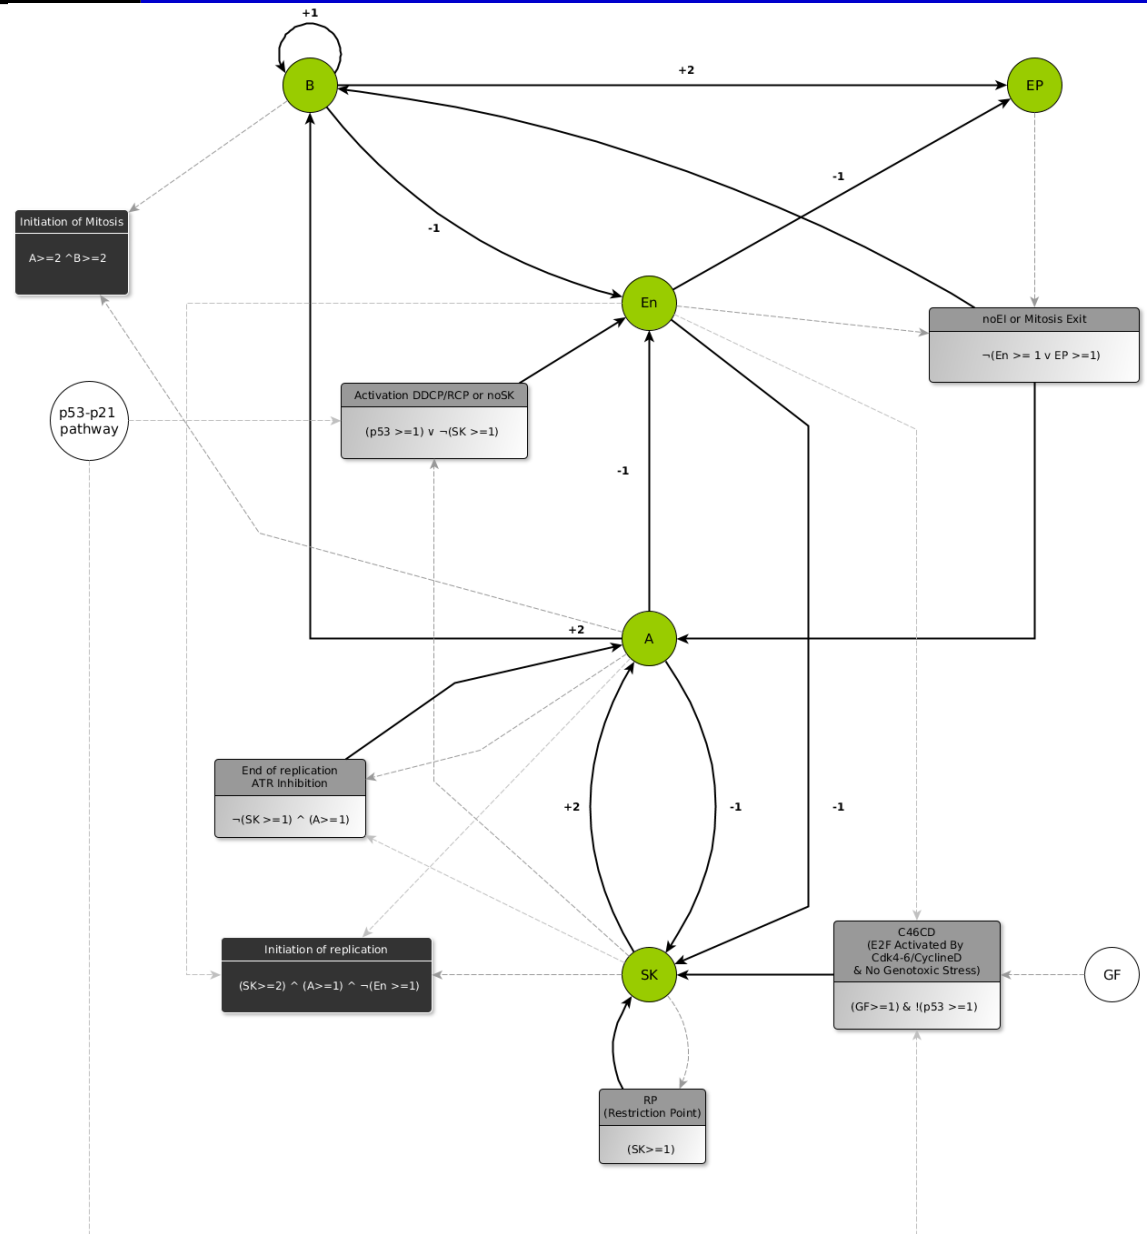 +1
B
+2
EP
-1
-1
Initiation of Mitosis
A>=2 ^B>=2
En
noEI or Mitosis Exit
¬(En >= 1 v EP >=1)
p53-p21
pathway
Activation DDCP/RCP or noSK
(p53 >=1) ∨ ¬(SK >=1)
-1
+2
A
End of replication
ATR Inhibition
¬(SK >=1) ^ (A>=1)
+2
-1
-1
Initiation of replication
(SK>=2) ^ (A>=1) ^ ¬(En >=1)
SK
C46CD
(E2F Activated By
Cdk4-6/CyclineD
& No Genotoxic Stress)
(GF>=1) & !(p53 >=1)
GF
RP
(Restriction Point)
(SK>=1)